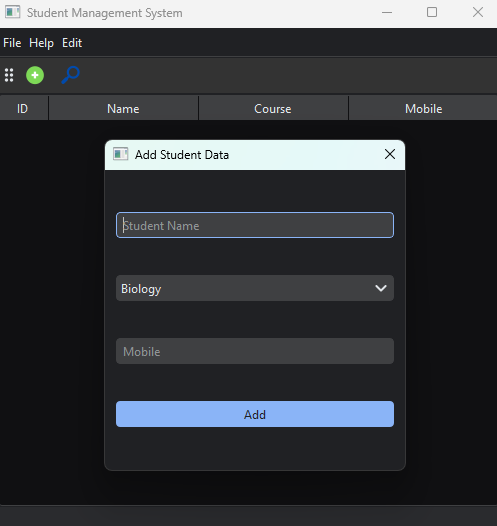 Student Management System
File Help Edit
ID Name Course Mobile
Add Student Data
Student Name
Biology
Mobile
Add